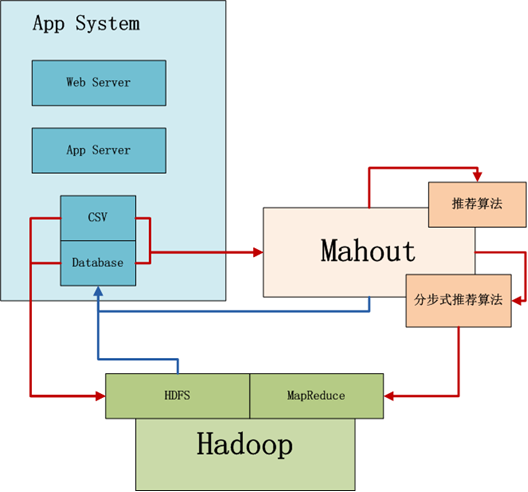 App System
Web Server
App Server
CSV
Database
Mahout
推荐算法
分步式推荐算法
HDFS
MapReduce
Hadoop